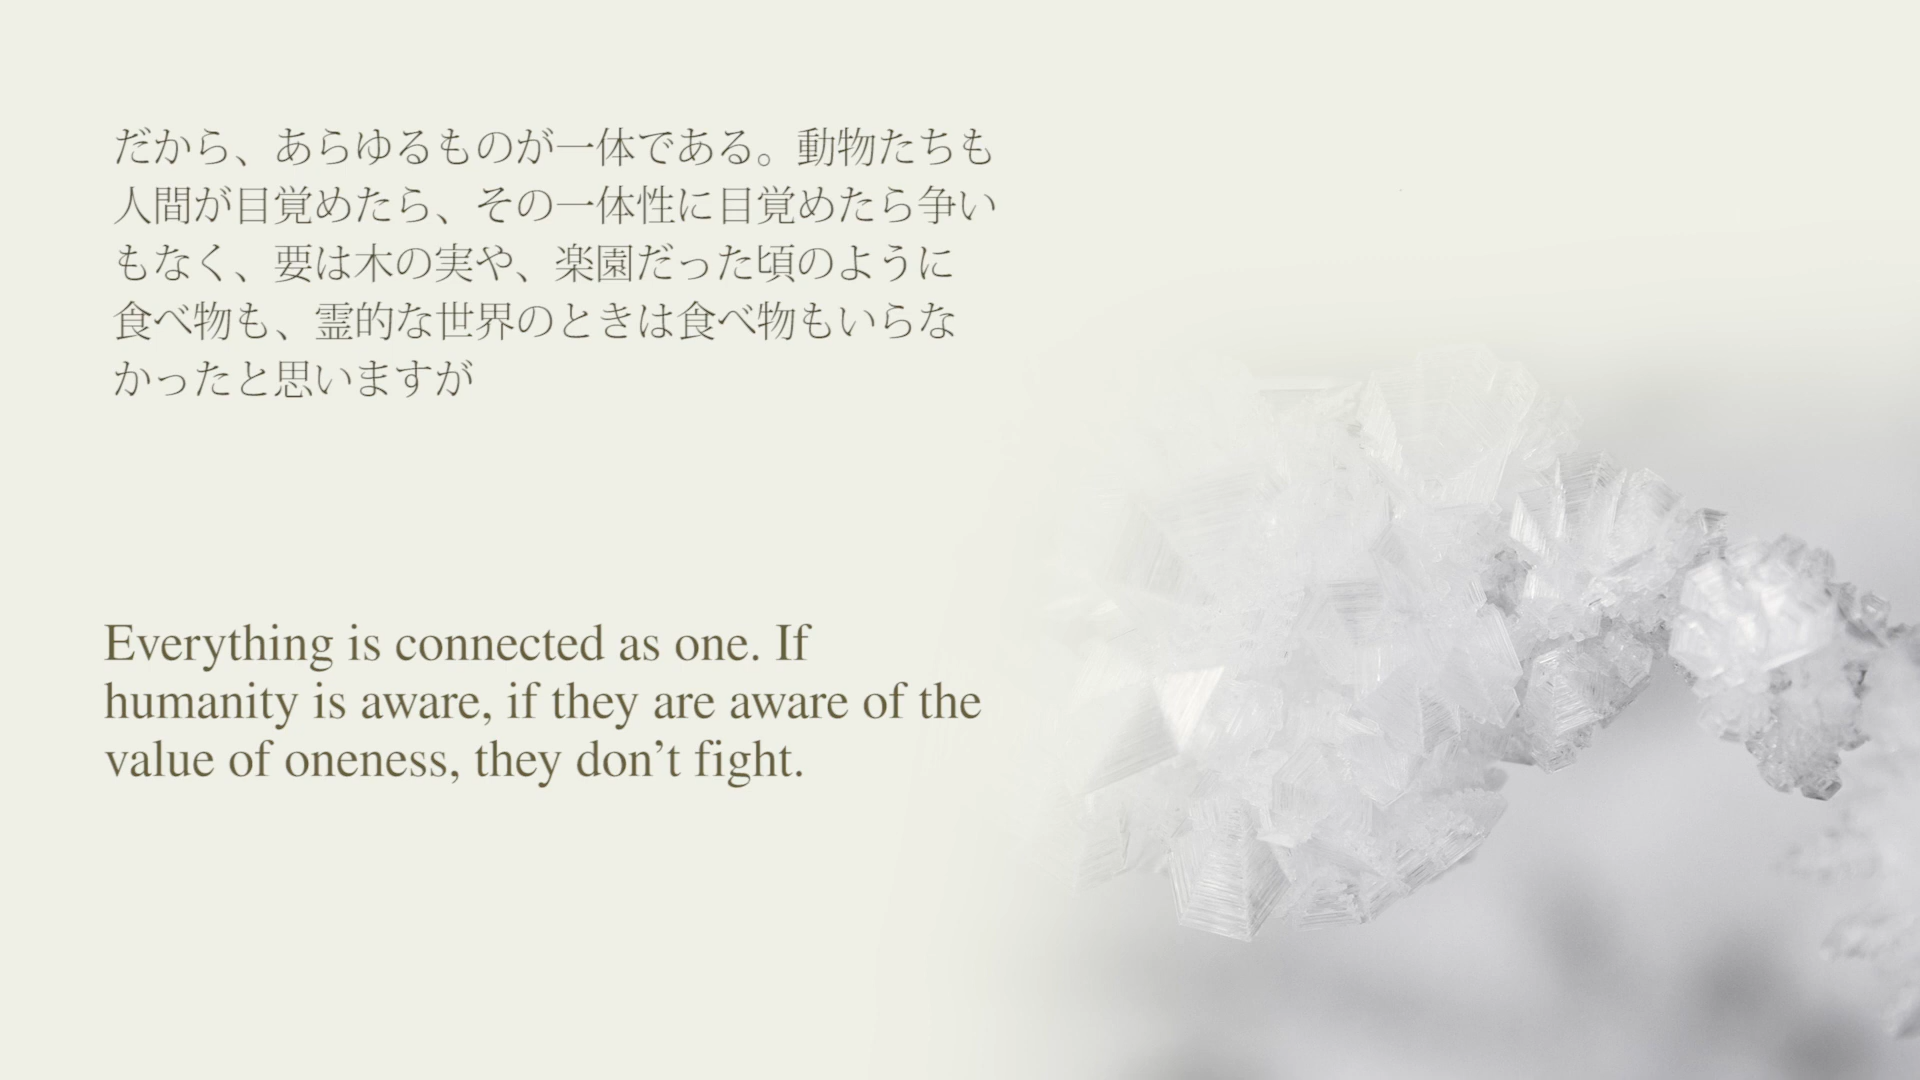 だから、あらゆるものが一体である。動物たちも
人間が目覚めたら、その一体性に目覚めたら争い
もなく、要は木の実や、楽園だった頃のように
食べ物も、霊的な世界のときは食べ物もいらな
かったと思いますが
Everything is connected as one. If
humanity is aware, if they are aware of the
value of oneness, they don’t fight.